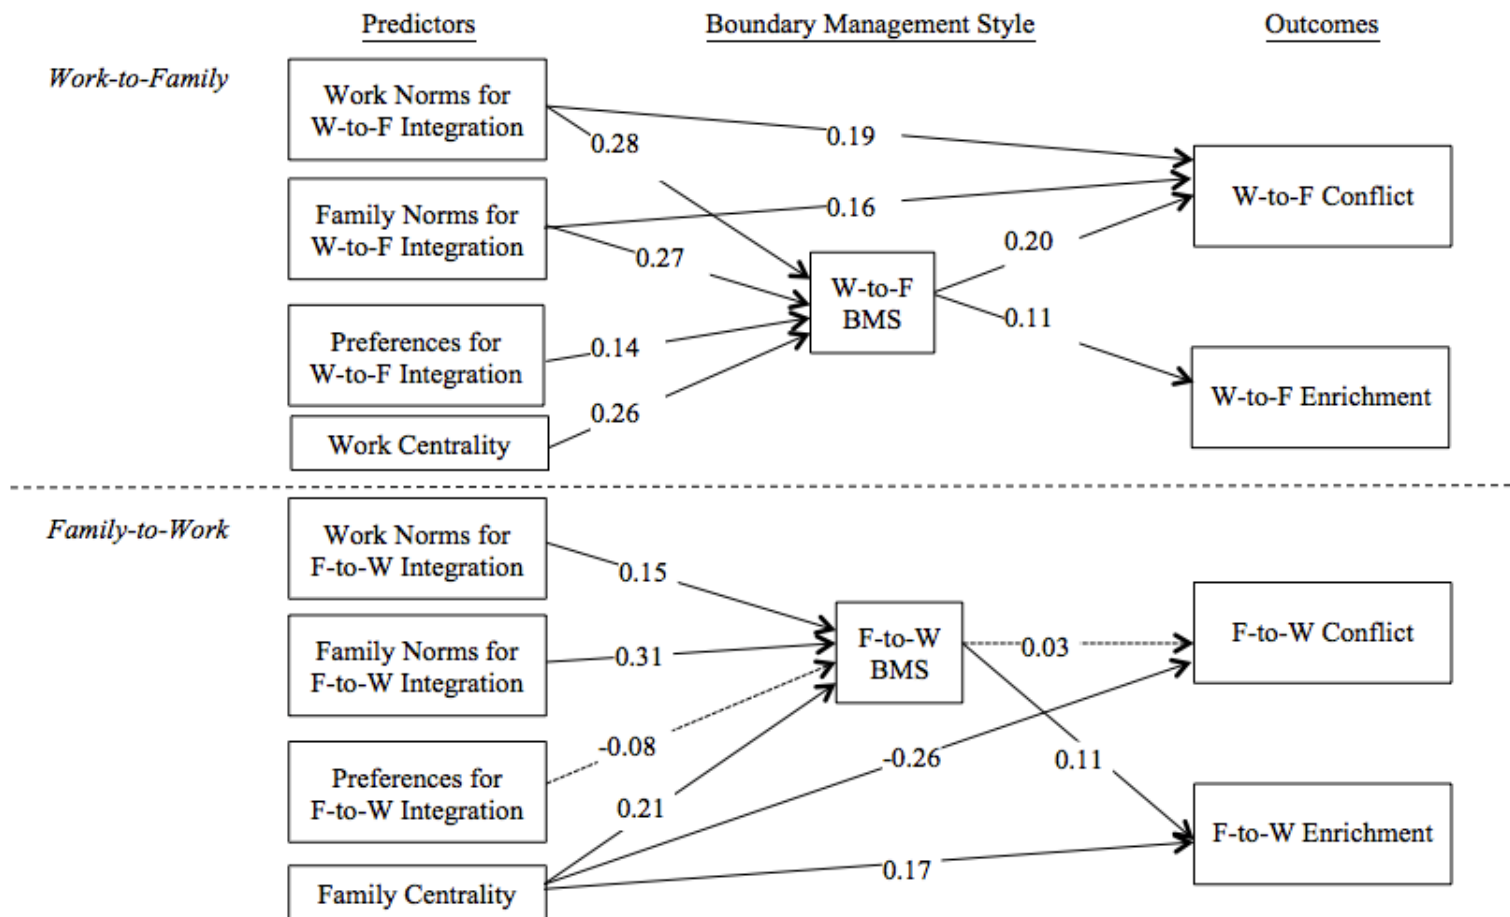 Predictors
Boundary Management Style
Outcomes
Work-to-Family
Work Norms for
W-to-F Integration
0.28
0.19
W-to-F Conflict
Family Norms for
W-to-F Integration
0.27
0.16
0.20
W-to-F
BMS
0.11
Preferences for
W-to-F Integration
0.14
W-to-F Enrichment
0.26
Work Centrality
Family-to-Work
Work Norms for
F-to-W Integration
0.15
F-to-W
BMS
0.03
F-to-W Conflict
Family Norms for
F-to-W Integration
0.31
-0.08
-0.26
0.11
Preferences for
F-to-W Integration
0.21
F-to-W Enrichment
0.17
Family Centrality